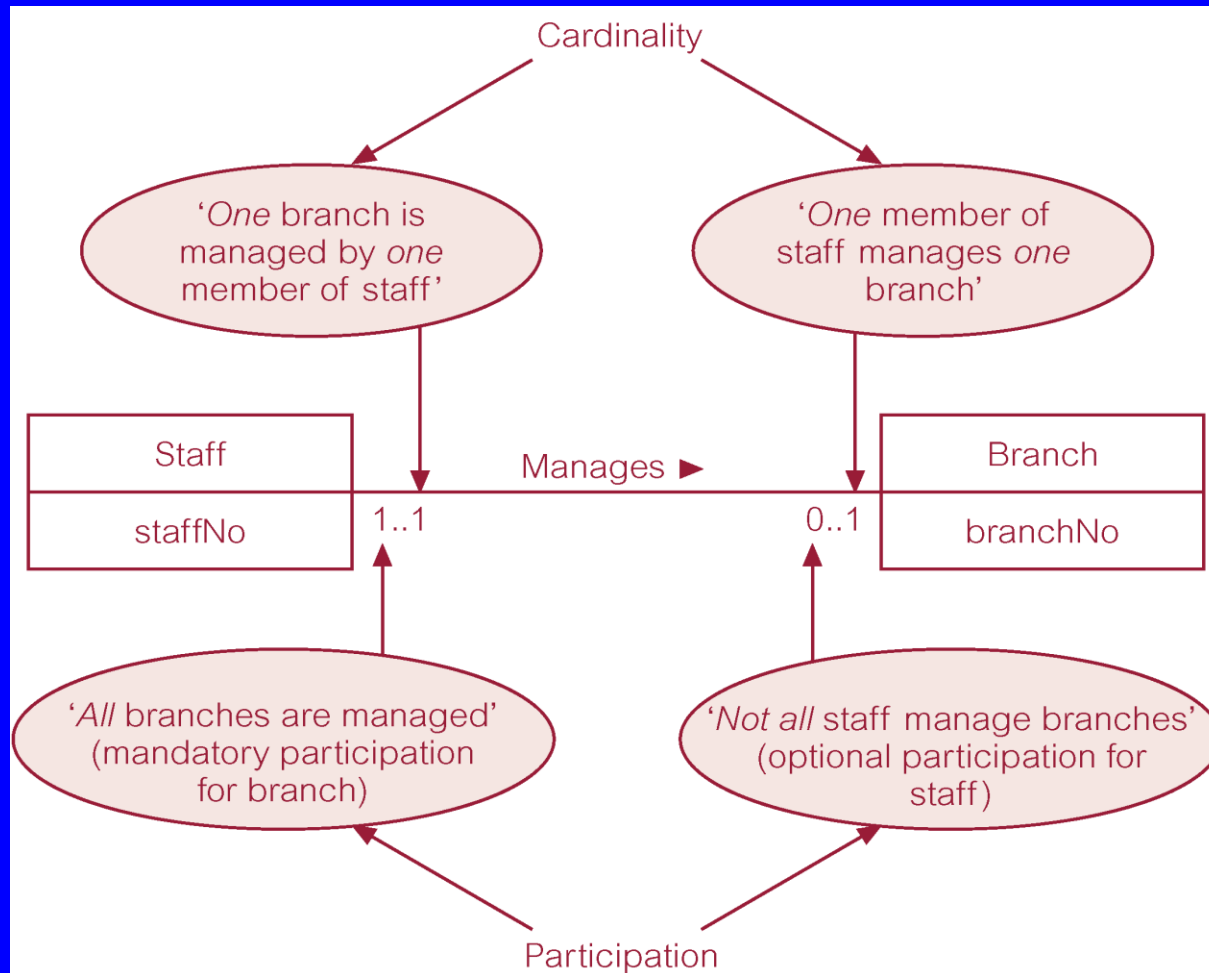 Cardinality
‘One branch is
managed by one
member of staff’
‘One member of
staff manages one
branch’
Staff
Manages ►
Branch
staffNo
1..1
0..1
branchNo
‘All branches are managed’
(mandatory participation
for branch)
‘Not all staff manage branches’
(optional participation for
staff)
Participation